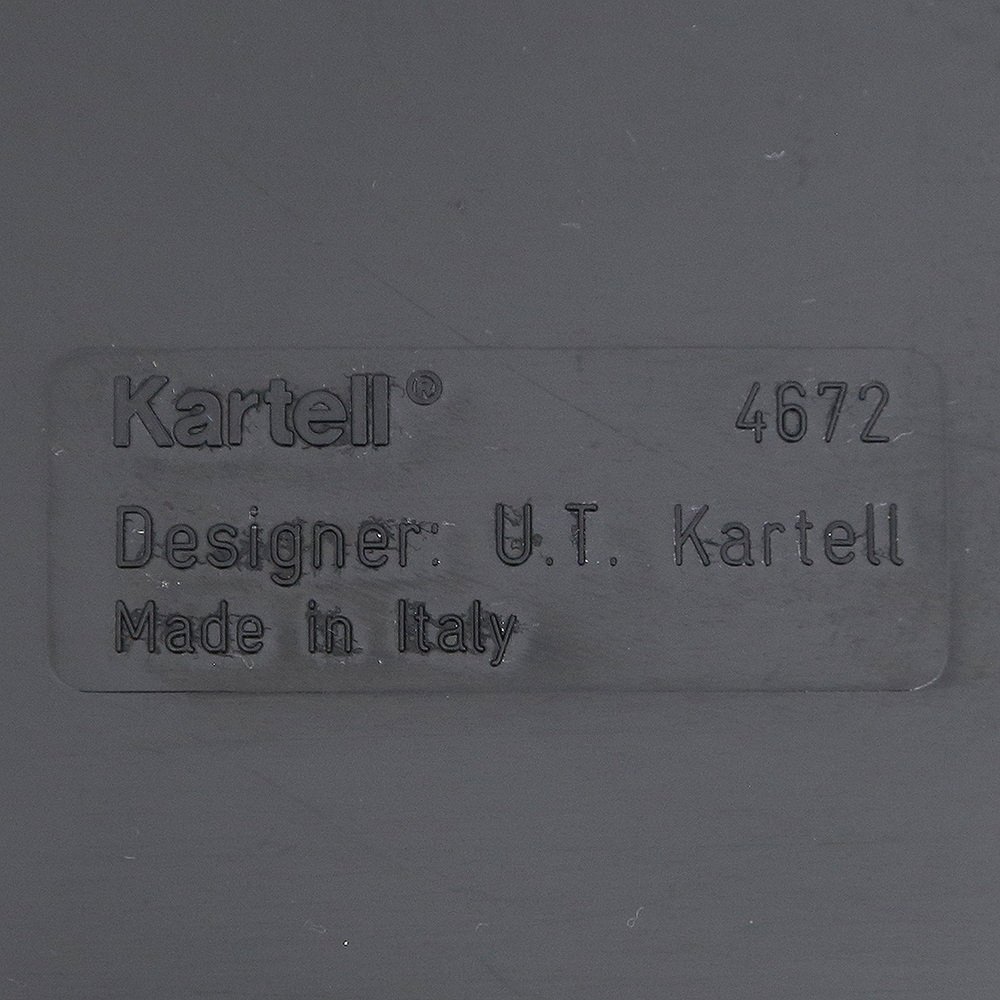 Kartell® 4672
Designer: U.T. Kartell
Made in Italy